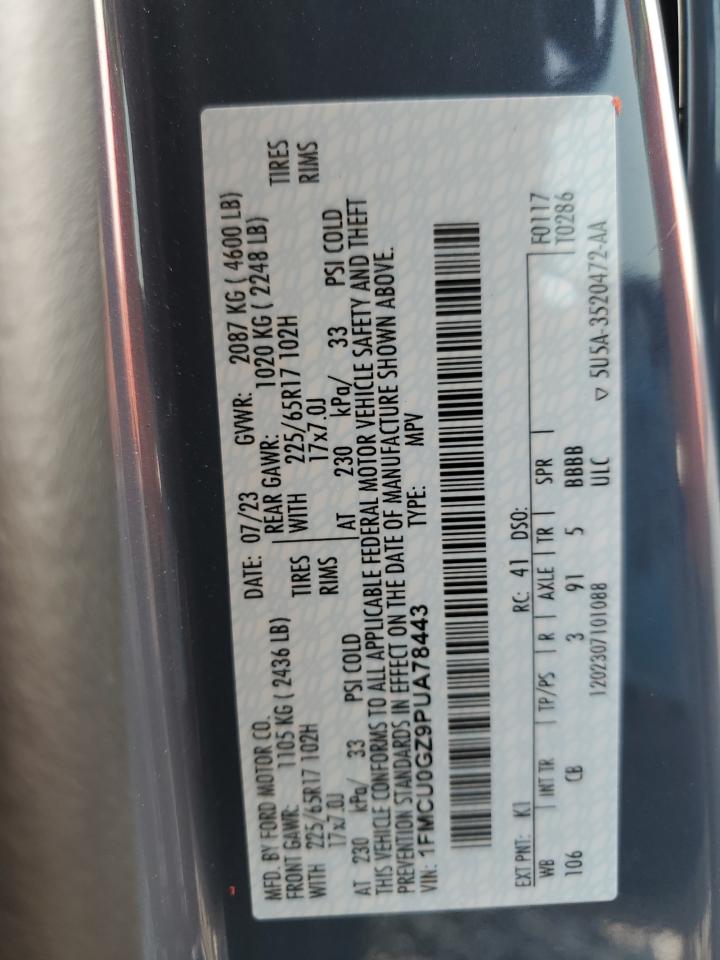 MFD. BY FORD MOTOR CO. DATE: 07/23 GVWR: 2087 KG ( 4600 LB)
FRONT GAWR: 1105 KG ( 2436 LB) REAR GAWR: 1020 KG ( 2248 LB)
WITH 225/65R17 102H TIRES WITH 225/65R17 102H TIRES
17x7.0J RIMS 17x7.0J RIMS
AT 230 kPa/ 33 PSI COLD AT 230 kPa/ 33 PSI COLD
THIS VEHICLE CONFORMS TO ALL APPLICABLE FEDERAL MOTOR VEHICLE SAFETY AND THEFT
PREVENTION STANDARDS IN EFFECT ON THE DATE OF MANUFACTURE SHOWN ABOVE.
VIN: 1FMCU0GZ9PUA78443 TYPE: MPV
EXT PNT: K1 RC: 41 DSO: F0117
WB INT TR TP/PS R AXLE TR SPR T0286
106 CB 3 91 5 BBBB
1202307101088 ULC ▽ 5U5A-3520472-AA